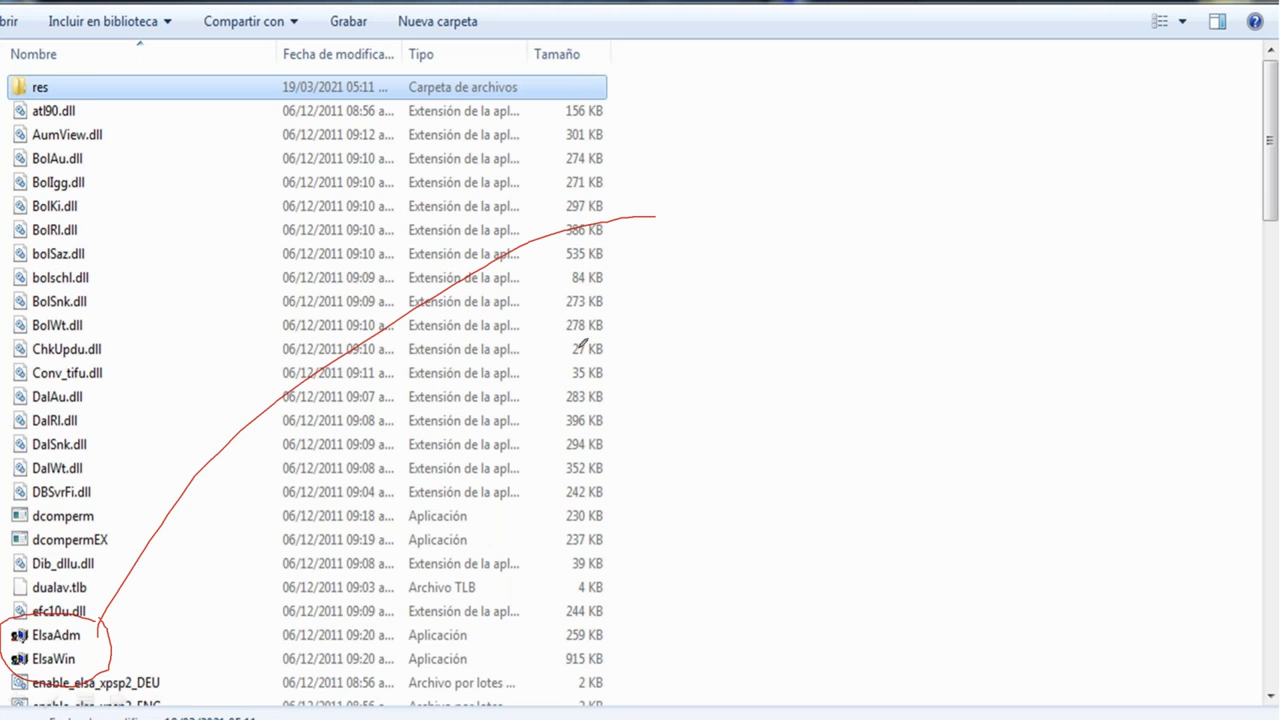 brir Incluir en biblioteca Compartir con Grabar Nueva carpeta
Nombre Fecha de modifica... Tipo Tamaño
res 19/03/2021 05:11 ... Carpeta de archivos
atl90.dll 06/12/2011 08:56 a... Extensión de la apl... 156 KB
AumView.dll 06/12/2011 09:12 a... Extensión de la apl... 301 KB
BolAu.dll 06/12/2011 09:10 a... Extensión de la apl... 274 KB
BolIgg.dll 06/12/2011 09:10 a... Extensión de la apl... 271 KB
BolKi.dll 06/12/2011 09:10 a... Extensión de la apl... 297 KB
BolRl.dll 06/12/2011 09:10 a... Extensión de la apl... 386 KB
bolSaz.dll 06/12/2011 09:10 a... Extensión de la apl... 535 KB
bolschl.dll 06/12/2011 09:09 a... Extensión de la apl... 84 KB
BolSnk.dll 06/12/2011 09:09 a... Extensión de la apl... 273 KB
BolWt.dll 06/12/2011 09:10 a... Extensión de la apl... 278 KB
ChkUpdu.dll 06/12/2011 09:10 a... Extensión de la apl... 27 KB
Conv_tifu.dll 06/12/2011 09:11 a... Extensión de la apl... 35 KB
DalAu.dll 06/12/2011 09:07 a... Extensión de la apl... 283 KB
DalRl.dll 06/12/2011 09:08 a... Extensión de la apl... 396 KB
DalSnk.dll 06/12/2011 09:09 a... Extensión de la apl... 294 KB
DalWt.dll 06/12/2011 09:08 a... Extensión de la apl... 352 KB
DBSvrFi.dll 06/12/2011 09:04 a... Extensión de la apl... 242 KB
dcomperm 06/12/2011 09:18 a... Aplicación 230 KB
dcompermEX 06/12/2011 09:19 a... Aplicación 237 KB
Dib_dllu.dll 06/12/2011 09:08 a... Extensión de la apl... 39 KB
dualav.tlb 06/12/2011 09:03 a... Archivo TLB 4 KB
efc10u.dll 06/12/2011 09:09 a... Extensión de la apl... 244 KB
ElsaAdm 06/12/2011 09:20 a... Aplicación 259 KB
ElsaWin 06/12/2011 09:20 a... Aplicación 915 KB
enable_elsa_xpsp2_DEU 06/12/2011 08:56 a... Archivo por lotes ... 2 KB
enable_elsa_xpsp2_ENG 06/12/2011 08:56 a... Archivo por lotes ... 2 KB